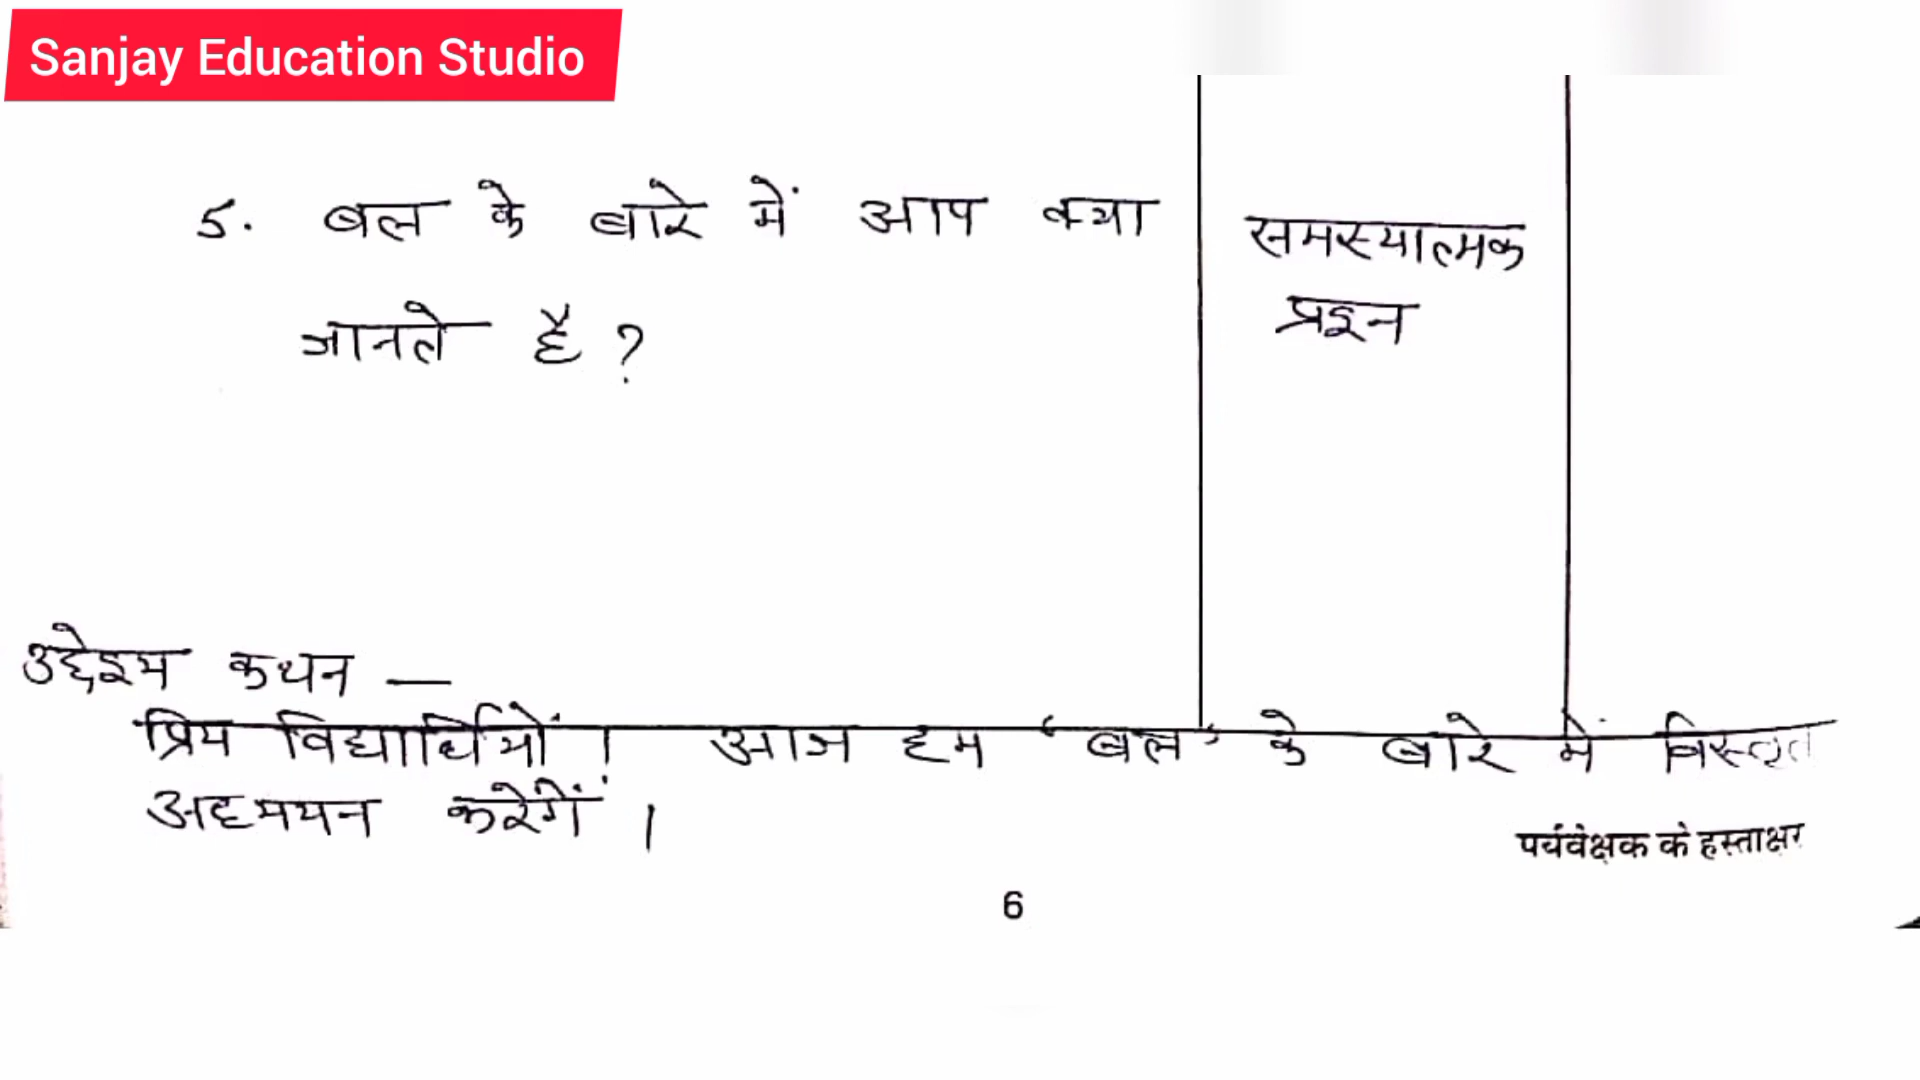 Sanjay Education Studio
5. बल के बारे में आप क्या
जानते है ?
समस्यात्मक
प्रश्न
उद्देश्य कथन —
प्रिय विद्यार्थियों ! आज हम 'बल' के बारे में विस्तृत
अध्ययन करेगें ।
पर्यवेक्षक के हस्ताक्षर
6